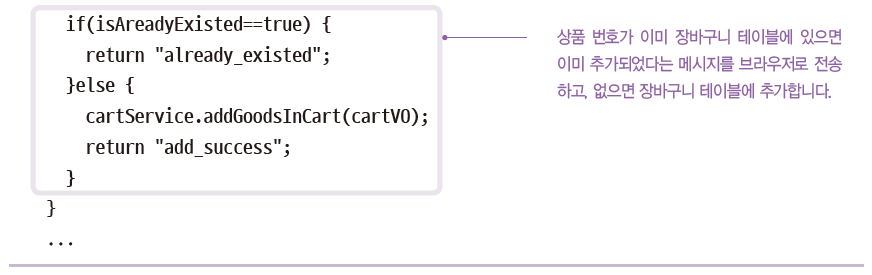 if(isAreadyExisted==true) {
return "already_existed";
}else {
cartService.addGoodsInCart(cartVO);
return "add_success";
}
}
...
상품 번호가 이미 장바구니 테이블에 있으면
이미 추가되었다는 메시지를 브라우저로 전송
하고, 없으면 장바구니 테이블에 추가합니다.